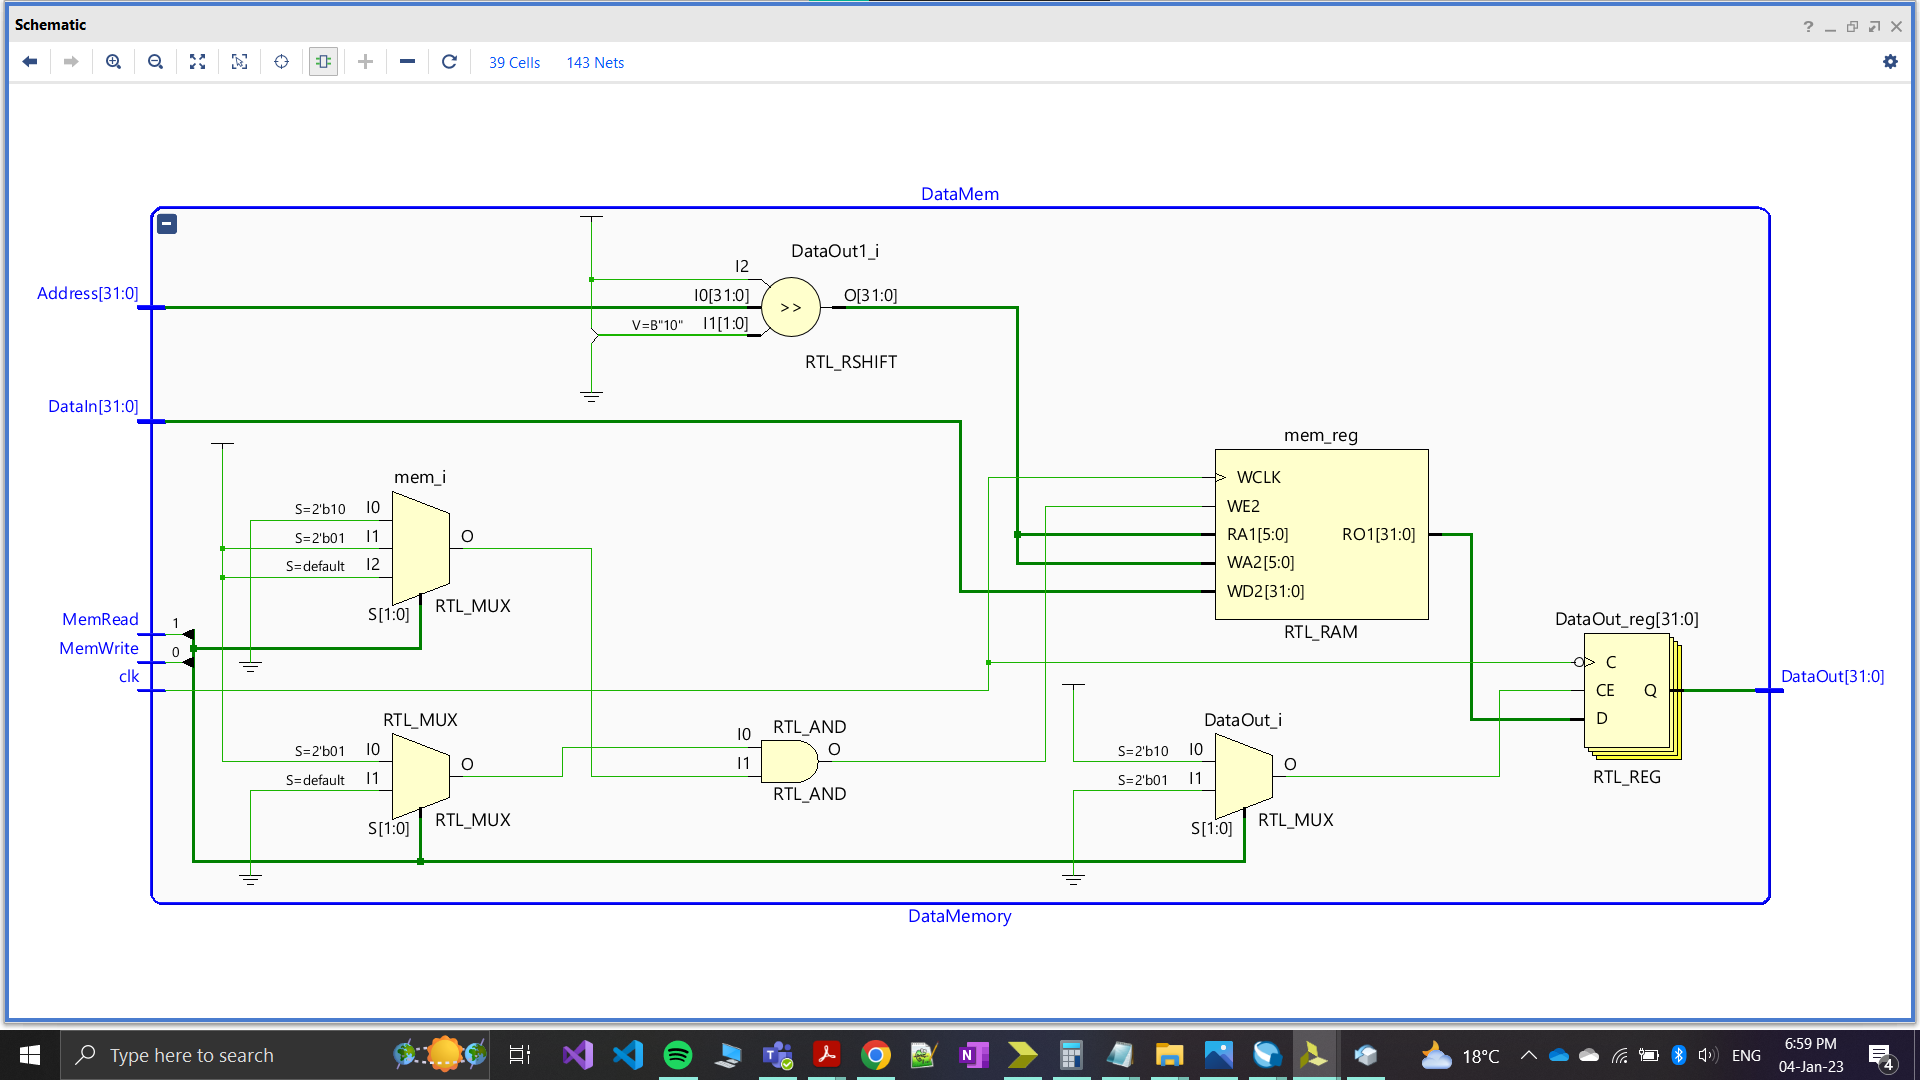 Schematic
39 Cells 143 Nets
DataMem
DataOut1_i
I2
Address[31:0]
I0[31:0] >> O[31:0]
V=B"10" I1[1:0]
RTL_RSHIFT
DataIn[31:0]
mem_reg
mem_i
WCLK
S=2'b10 I0
WE2
S=2'b01 I1 O
RA1[5:0] RO1[31:0]
S=default I2
WA2[5:0]
WD2[31:0]
S[1:0] RTL_MUX
RTL_RAM
MemRead 1
DataOut_reg[31:0]
MemWrite 0
C
clk
CE Q
DataOut[31:0]
D
RTL_MUX
RTL_AND
DataOut_i
S=2'b01 I0
I0 O
S=2'b10 I0
O
I1
O
S=default I1
S=2'b01 I1
RTL_REG
RTL_AND
S[1:0] RTL_MUX
S[1:0] RTL_MUX
DataMemory
Type here to search
18°C
ENG
6:59 PM
04-Jan-23
4